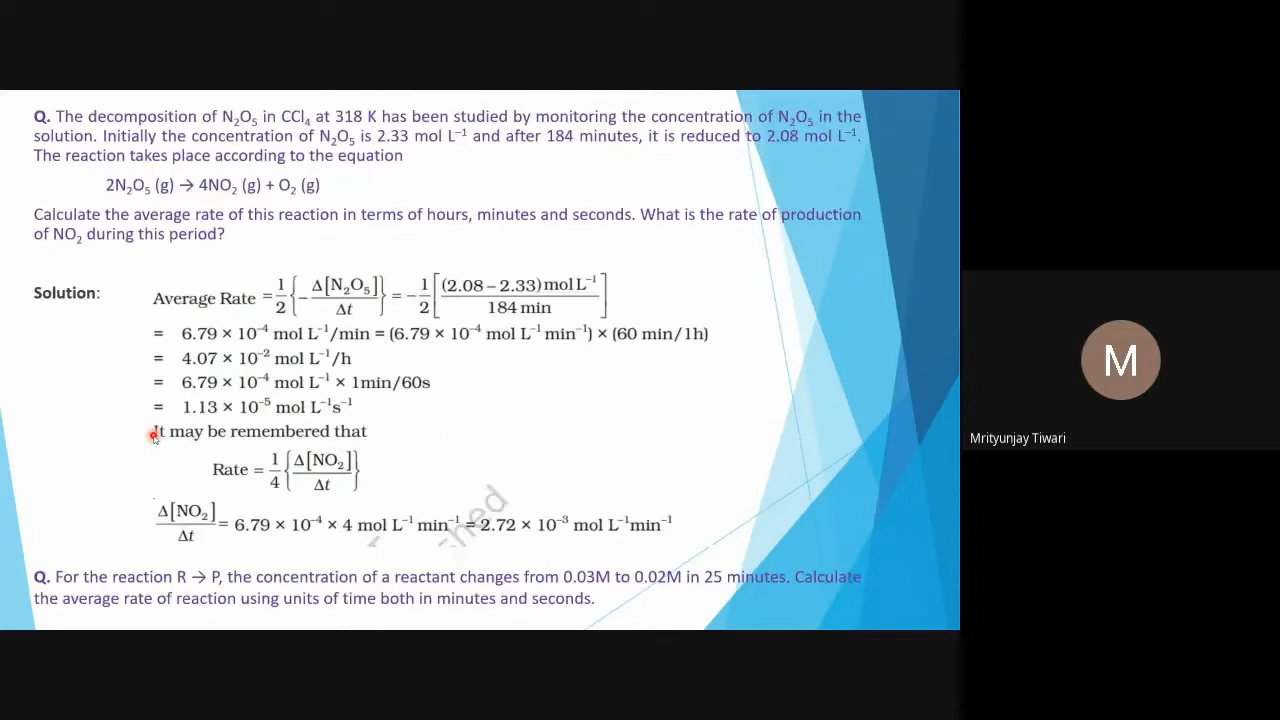 Q. The decomposition of N₂O₅ in CCl₄ at 318 K has been studied by monitoring the concentration of N₂O₅ in the
solution. Initially the concentration of N₂O₅ is 2.33 mol L⁻¹ and after 184 minutes, it is reduced to 2.08 mol L⁻¹.
The reaction takes place according to the equation
2N₂O₅ (g) → 4NO₂ (g) + O₂ (g)
Calculate the average rate of this reaction in terms of hours, minutes and seconds. What is the rate of production
of NO₂ during this period?
Solution: Average Rate = 1/2 {− Δ[N₂O₅]/Δt} = − 1/2 [(2.08 – 2.33) mol L⁻¹ / 184 min]
= 6.79 × 10⁻⁴ mol L⁻¹/min = (6.79 × 10⁻⁴ mol L⁻¹ min⁻¹) × (60 min/1h)
= 4.07 × 10⁻² mol L⁻¹/h
= 6.79 × 10⁻⁴ mol L⁻¹ × 1min/60s
= 1.13 × 10⁻⁵ mol L⁻¹s⁻¹
It may be remembered that
Rate = 1/4 {Δ[NO₂]/Δt}
Δ[NO₂]/Δt = 6.79 × 10⁻⁴ × 4 mol L⁻¹ min⁻¹ = 2.72 × 10⁻³ mol L⁻¹min⁻¹
Q. For the reaction R → P, the concentration of a reactant changes from 0.03M to 0.02M in 25 minutes. Calculate
the average rate of reaction using units of time both in minutes and seconds.
M
Mrityunjay Tiwari